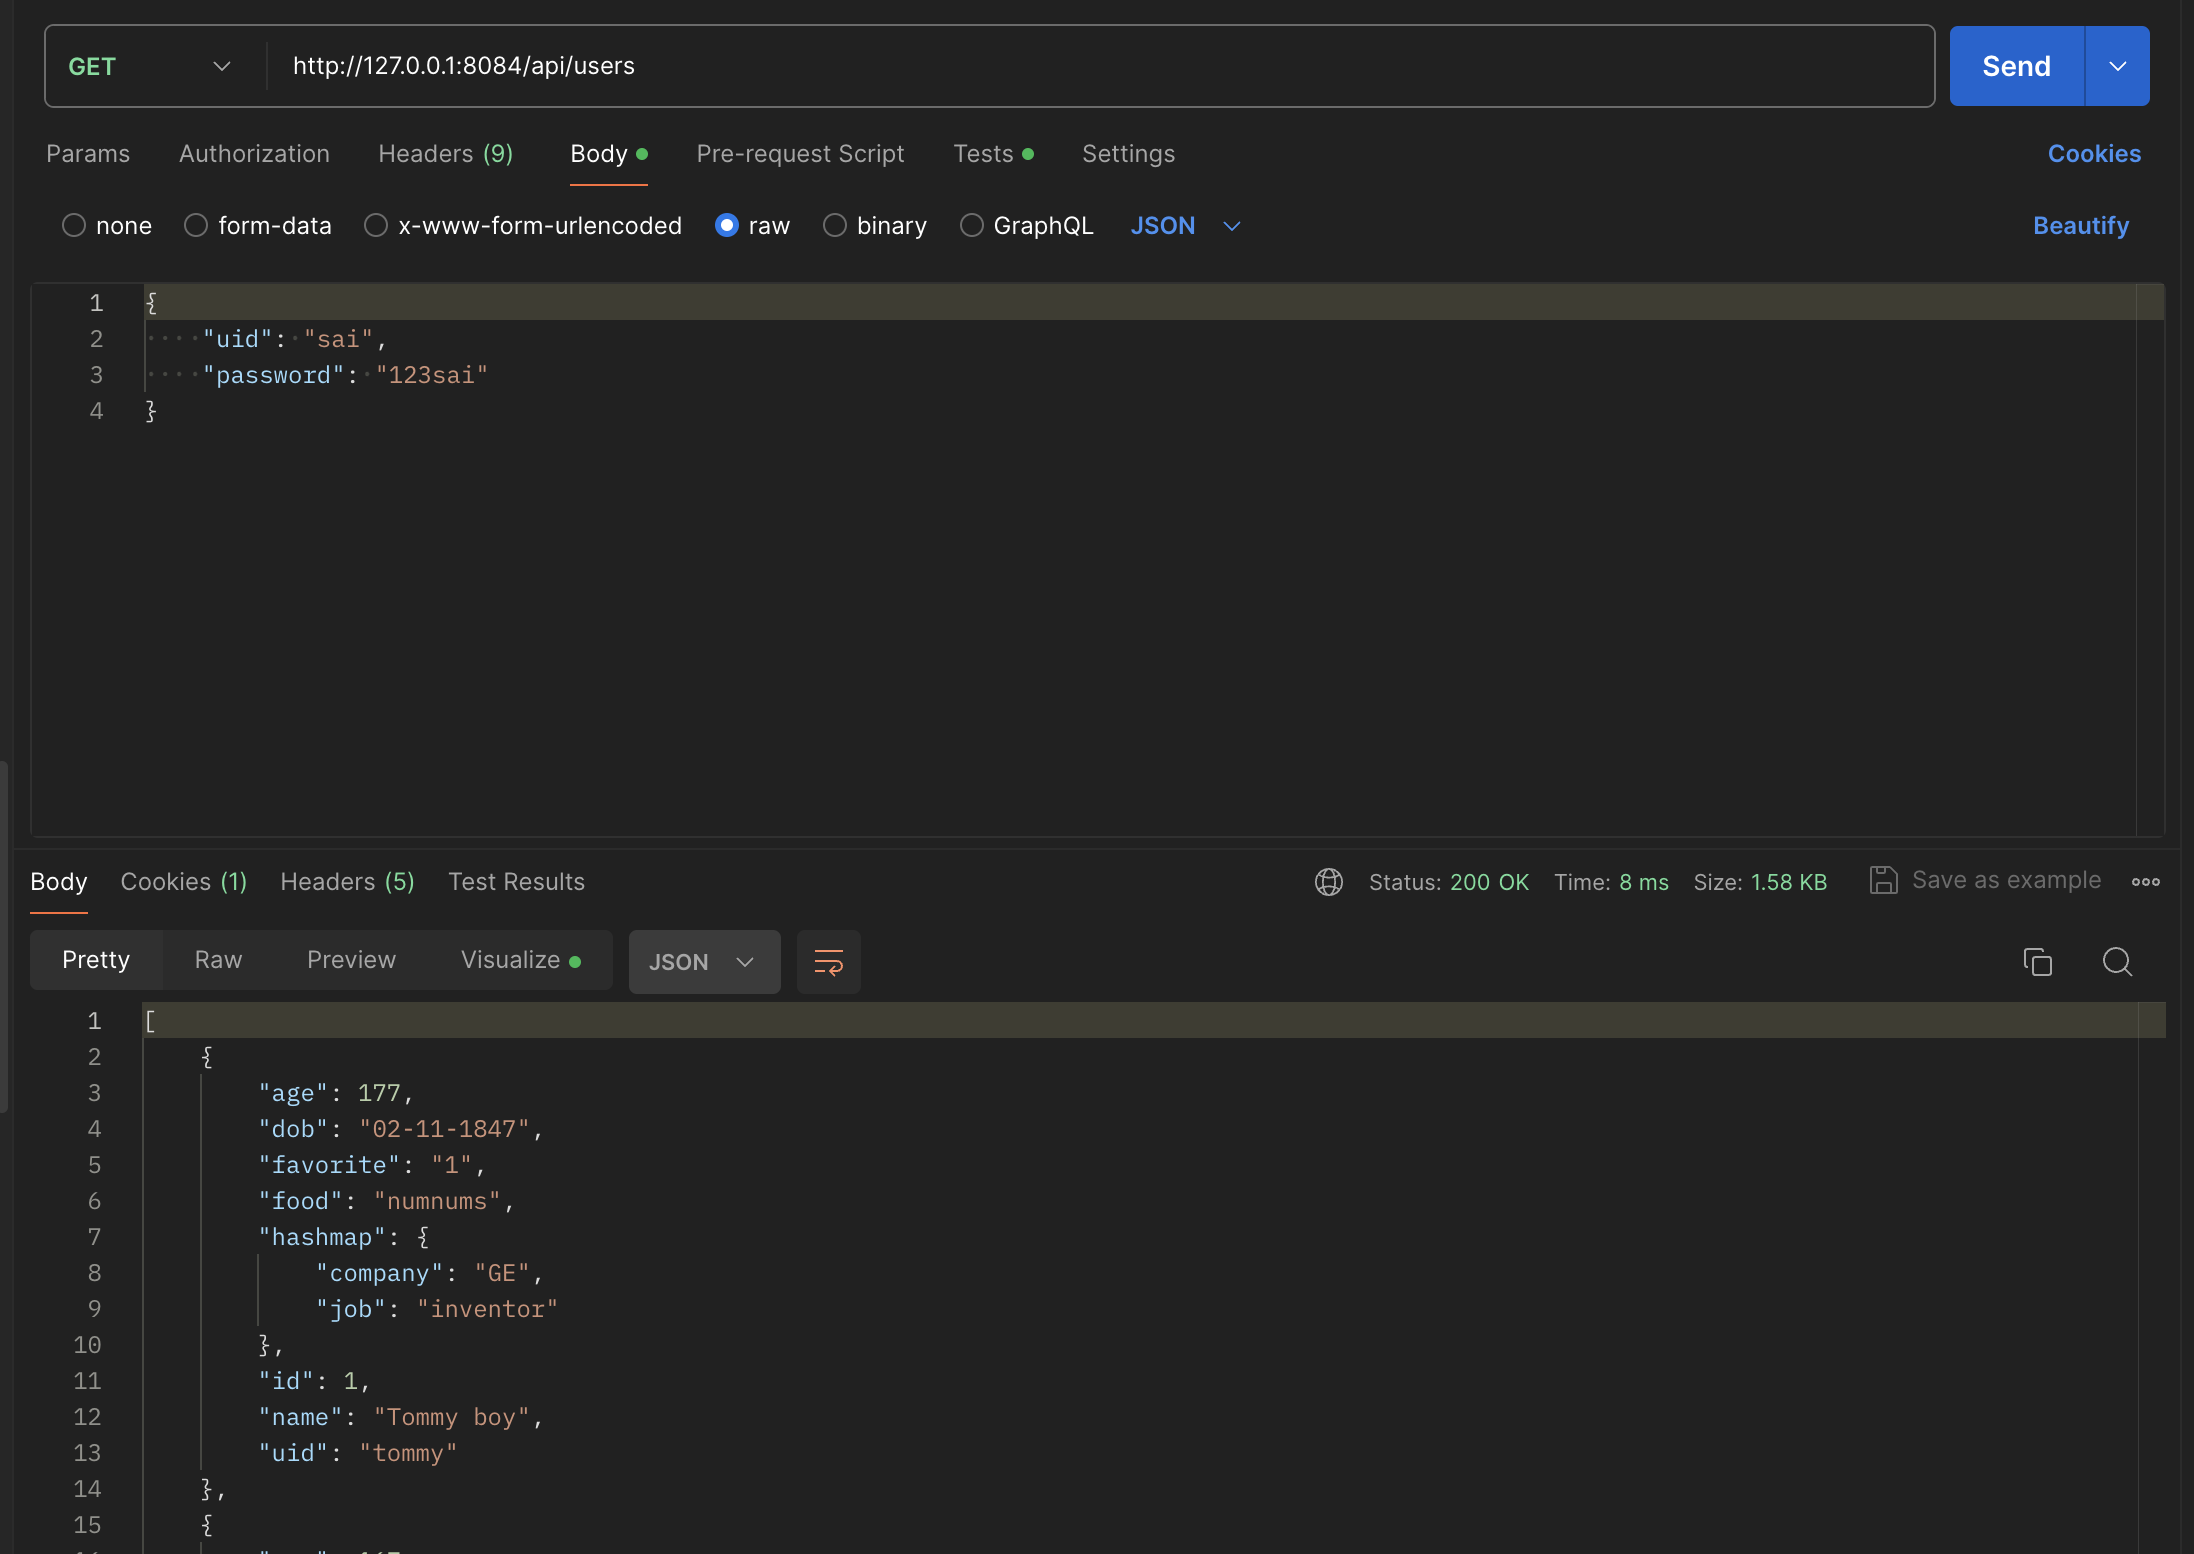 GET http://127.0.0.1:8084/api/users Send
Params Authorization Headers (9) Body Pre-request Script Tests Settings Cookies
none form-data x-www-form-urlencoded raw binary GraphQL JSON Beautify
1 {
2 "uid": "sai",
3 "password": "123sai"
4 }
Body Cookies (1) Headers (5) Test Results Status: 200 OK Time: 8 ms Size: 1.58 KB Save as example
Pretty Raw Preview Visualize JSON
1 [
2 {
3 "age": 177,
4 "dob": "02-11-1847",
5 "favorite": "1",
6 "food": "numnums",
7 "hashmap": {
8 "company": "GE",
9 "job": "inventor"
10 },
11 "id": 1,
12 "name": "Tommy boy",
13 "uid": "tommy"
14 },
15 {